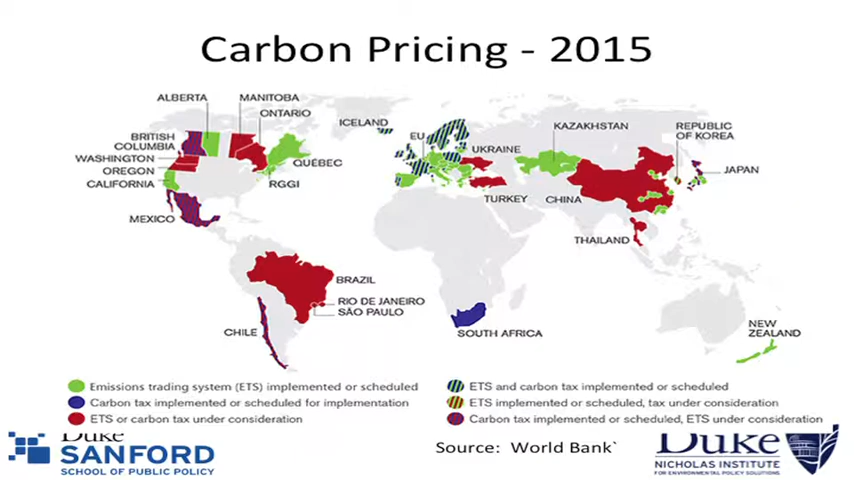 Carbon Pricing - 2015
ALBERTA
MANITOBA
ONTARIO
ICELAND
BRITISH
COLUMBIA
WASHINGTON
OREGON
CALIFORNIA
MEXICO
QUÉBEC
RGGI
EU
UKRAINE
KAZAKHSTAN
REPUBLIC
OF KOREA
JAPAN
TURKEY
CHINA
THAILAND
BRAZIL
RIO DE JANEIRO
SÃO PAULO
CHILE
SOUTH AFRICA
NEW
ZEALAND
Emissions trading system (ETS) implemented or scheduled
Carbon tax implemented or scheduled for implementation
ETS or carbon tax under consideration
ETS and carbon tax implemented or scheduled
ETS implemented or scheduled, tax under consideration
Carbon tax implemented or scheduled, ETS under consideration
Duke
SANFORD
SCHOOL OF PUBLIC POLICY
Source: World Bank`
Duke
NICHOLAS INSTITUTE
FOR ENVIRONMENTAL POLICY SOLUTIONS